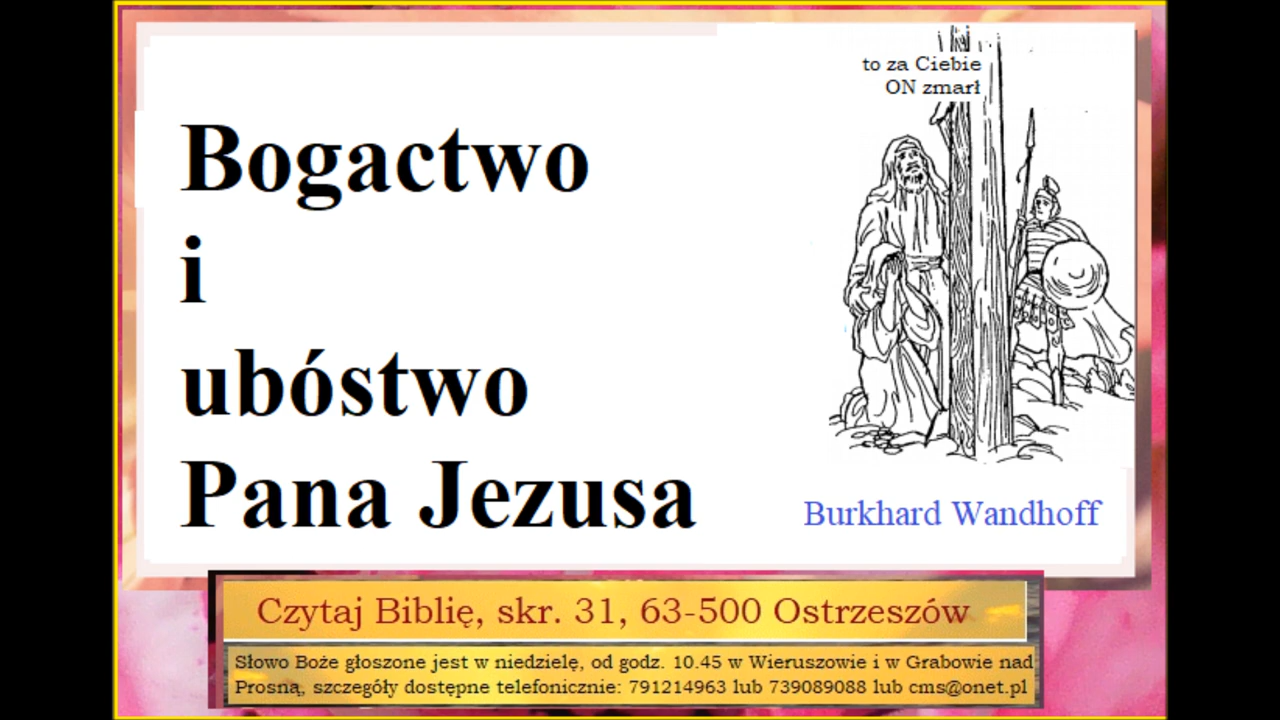 to za Ciebie
ON zmarł
Bogactwo
i
ubóstwo
Pana Jezusa
Burkhard Wandhoff
Czytaj Biblię, skr. 31, 63-500 Ostrzeszów
Słowo Boże głoszone jest w niedzielę, od godz. 10.45 w Wieruszowie i w Grabowie nad
Prosną, szczegóły dostępne telefonicznie: 791214963 lub 739089088 lub cms@onet.pl